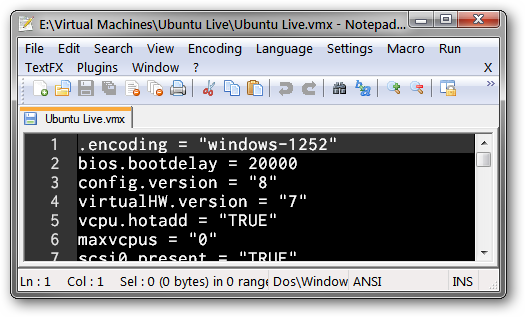 E:\Virtual Machines\Ubuntu Live\Ubuntu Live.vmx - Notepad...
File Edit Search View Encoding Language Settings Macro Run
TextFX Plugins Window ? X
Ubuntu Live.vmx
1 .encoding = "windows-1252"
2 bios.bootdelay = 20000
3 config.version = "8"
4 virtualHW.version = "7"
5 vcpu.hotadd = "TRUE"
6 maxvcpus = "0"
7 scsi0.present = "TRUE"
Ln : 1 Col : 1 Sel : 0 (0 bytes) in 0 range Dos\Window ANSI INS